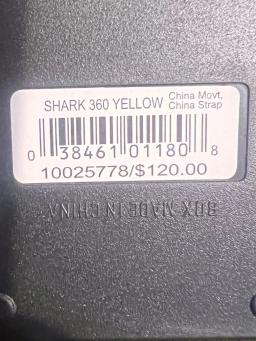 SHARK 360 YELLOW China Movt,
China Strap
0 38461 01180 8
10025778/$120.00
BOX MADE IN CHINA